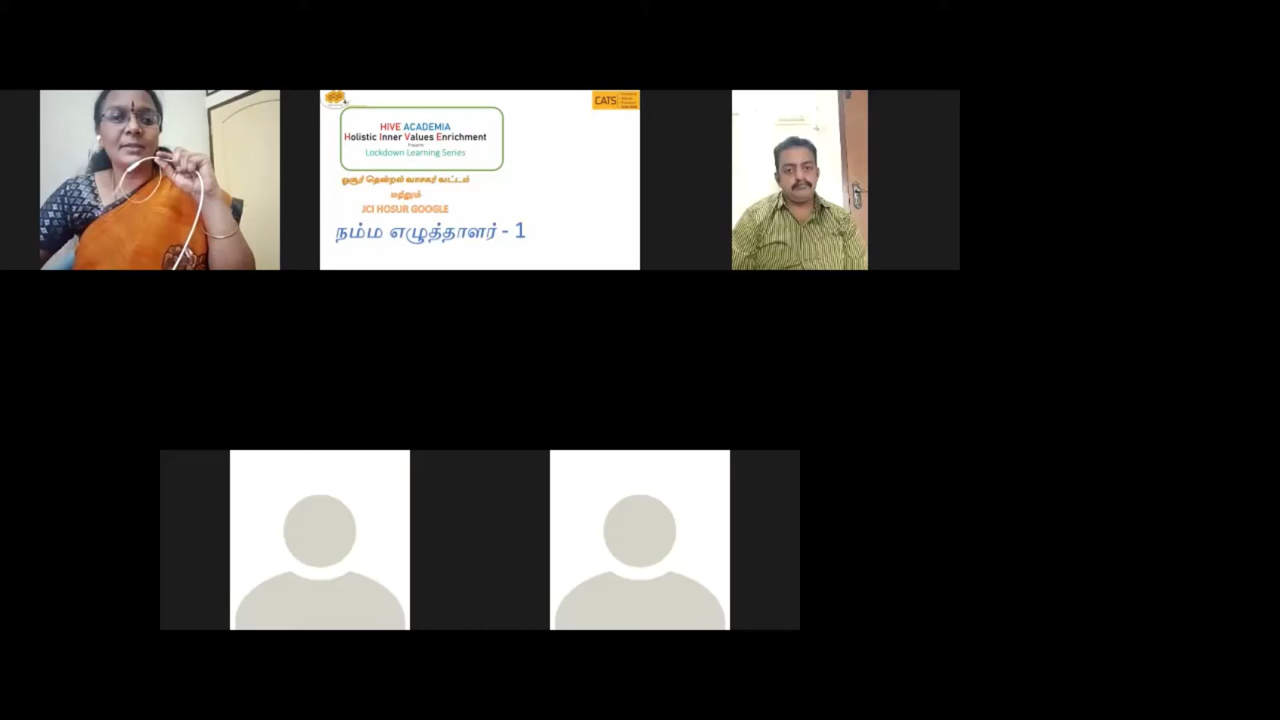 HIVE ACADEMIA
Holistic Inner Values Enrichment
Presents
Lockdown Learning Series
ஓசூர் தென்றல் வாசகர் வட்டம்
மற்றும்
JCI HOSUR GOOGLE
நம்ம எழுத்தாளர் - 1
CATS